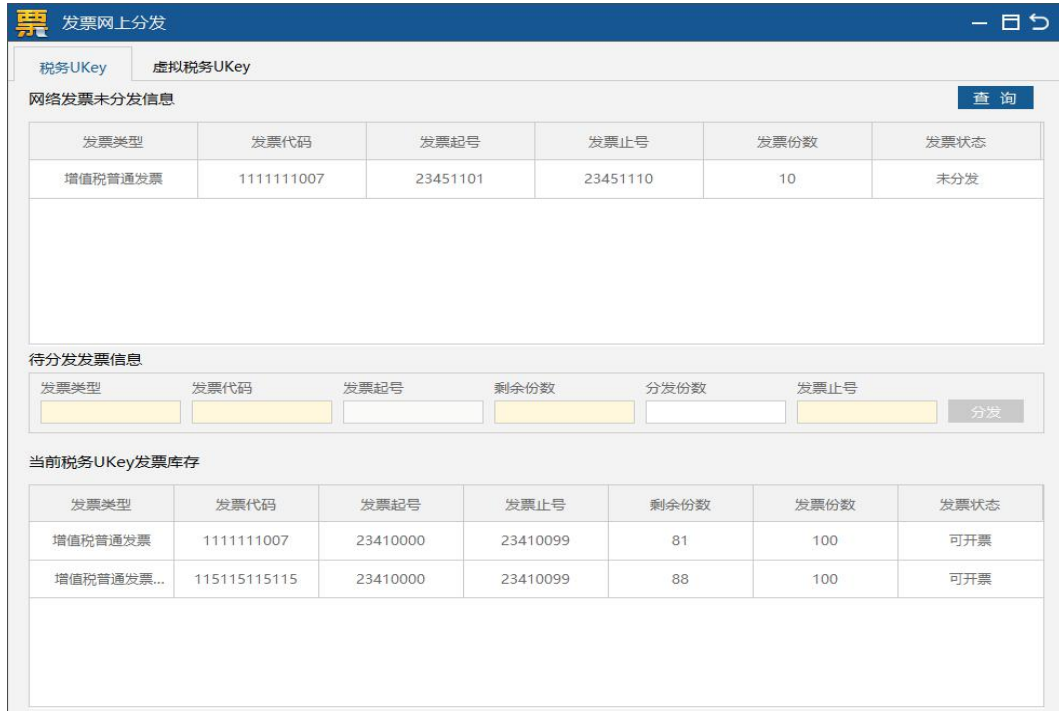 票 发票网上分发
税务UKey 虚拟税务UKey
网络发票未分发信息 查 询
发票类型 发票代码 发票起号 发票止号 发票份数 发票状态
增值税普通发票 1111111007 23451101 23451110 10 未分发
待分发发票信息
发票类型 发票代码 发票起号 剩余份数 分发份数 发票止号
分发
当前税务UKey发票库存
发票类型 发票代码 发票起号 发票止号 剩余份数 发票份数 发票状态
增值税普通发票 1111111007 23410000 23410099 81 100 可开票
增值税普通发票... 115115115115 23410000 23410099 88 100 可开票